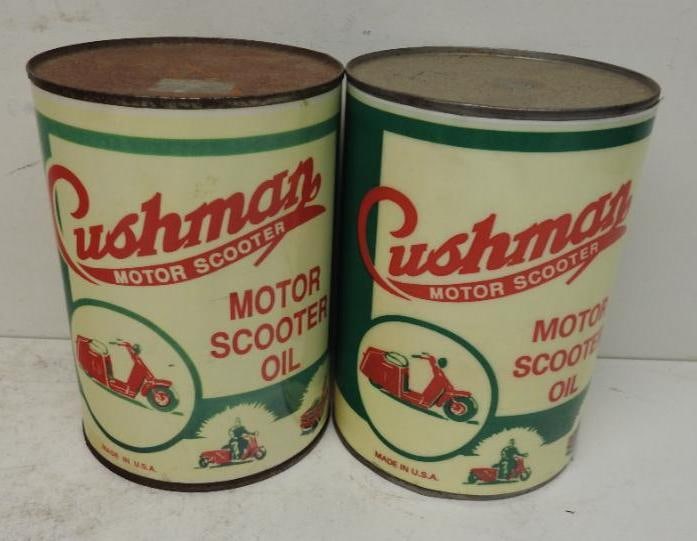 Cushman
MOTOR SCOOTER
MOTOR
SCOOTER
OIL
MADE IN U.S.A.
Cushman
MOTOR SCOOTER
MOTOR
SCOOTER
OIL
MADE IN U.S.A.